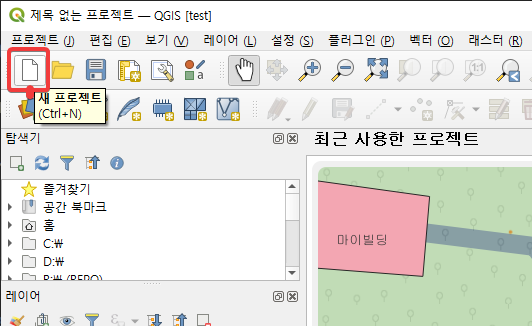 제목 없는 프로젝트 — QGIS [test]
프로젝트 (J) 편집 (E) 보기 (V) 레이어 (L) 설정 (S) 플러그인 (P) 벡터 (O) 래스터 (R)
새 프로젝트
(Ctrl+N)
탐색기
최근 사용한 프로젝트
즐겨찾기
공간 북마크
홈
C:₩
D:₩
마이빌딩
레이어